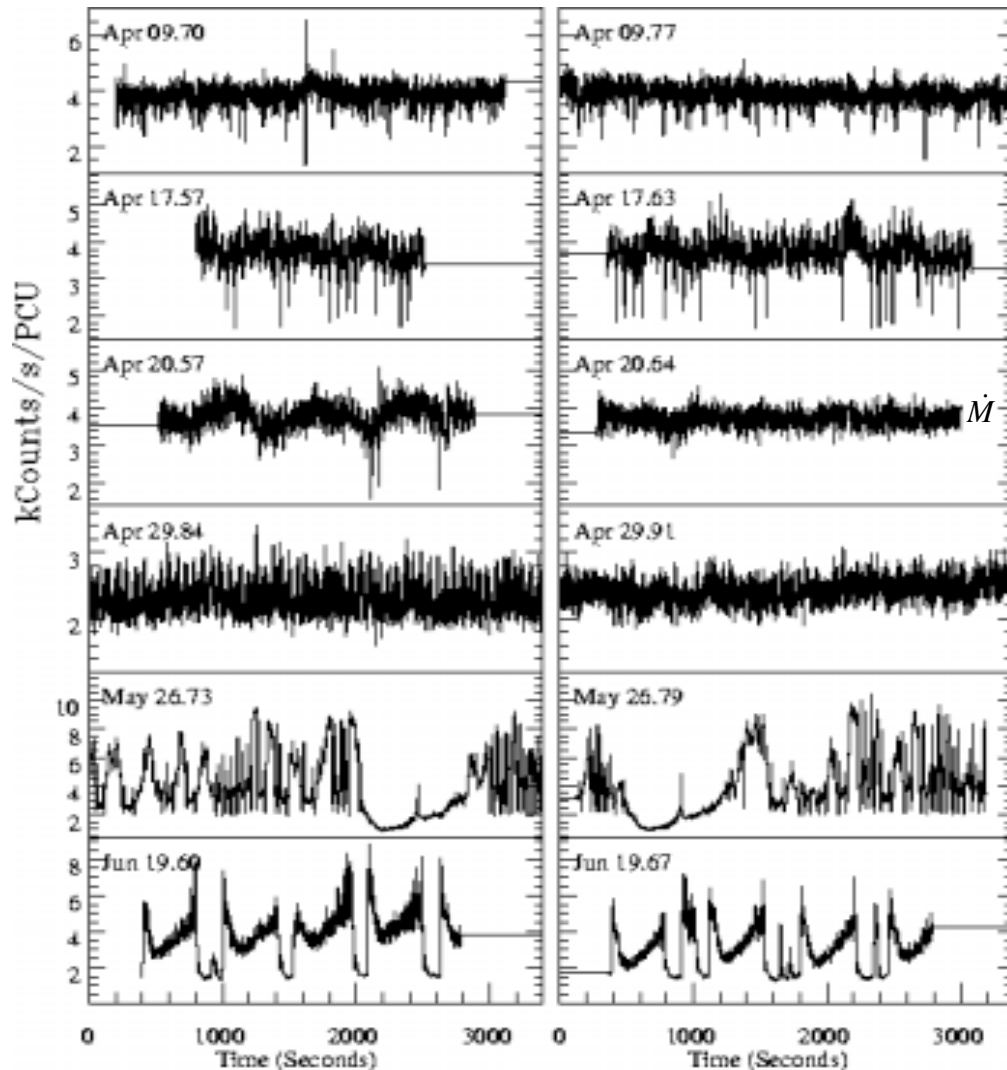 kCounts/s/PCU
Apr 09.70
6
4
2
Apr 09.77
Apr 17.57
5
4
3
2
Apr 17.63
Apr 20.57
5
4
3
2
Apr 20.64
Ṁ
Apr 29.84
3
2
Apr 29.91
May 26.73
10
8
6
4
2
May 26.79
Jun 19.60
8
6
4
2
Jun 19.67
0 1000 2000 3000
0 1000 2000 3000
Time (Seconds)
Time (Seconds)